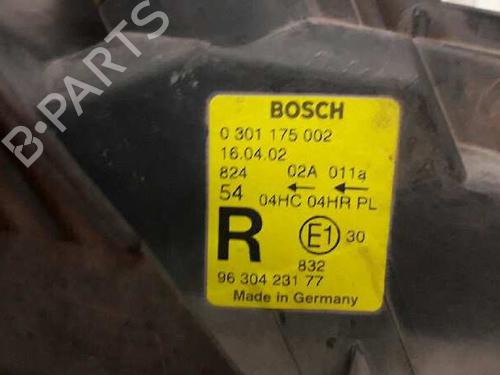 BOSCH
0 301 175 002
16.04.02
824 02A 011a
54 ← ← 04HC 04HR PL
R E1 30
832
96 304 231 77
Made in Germany
B-PARTS